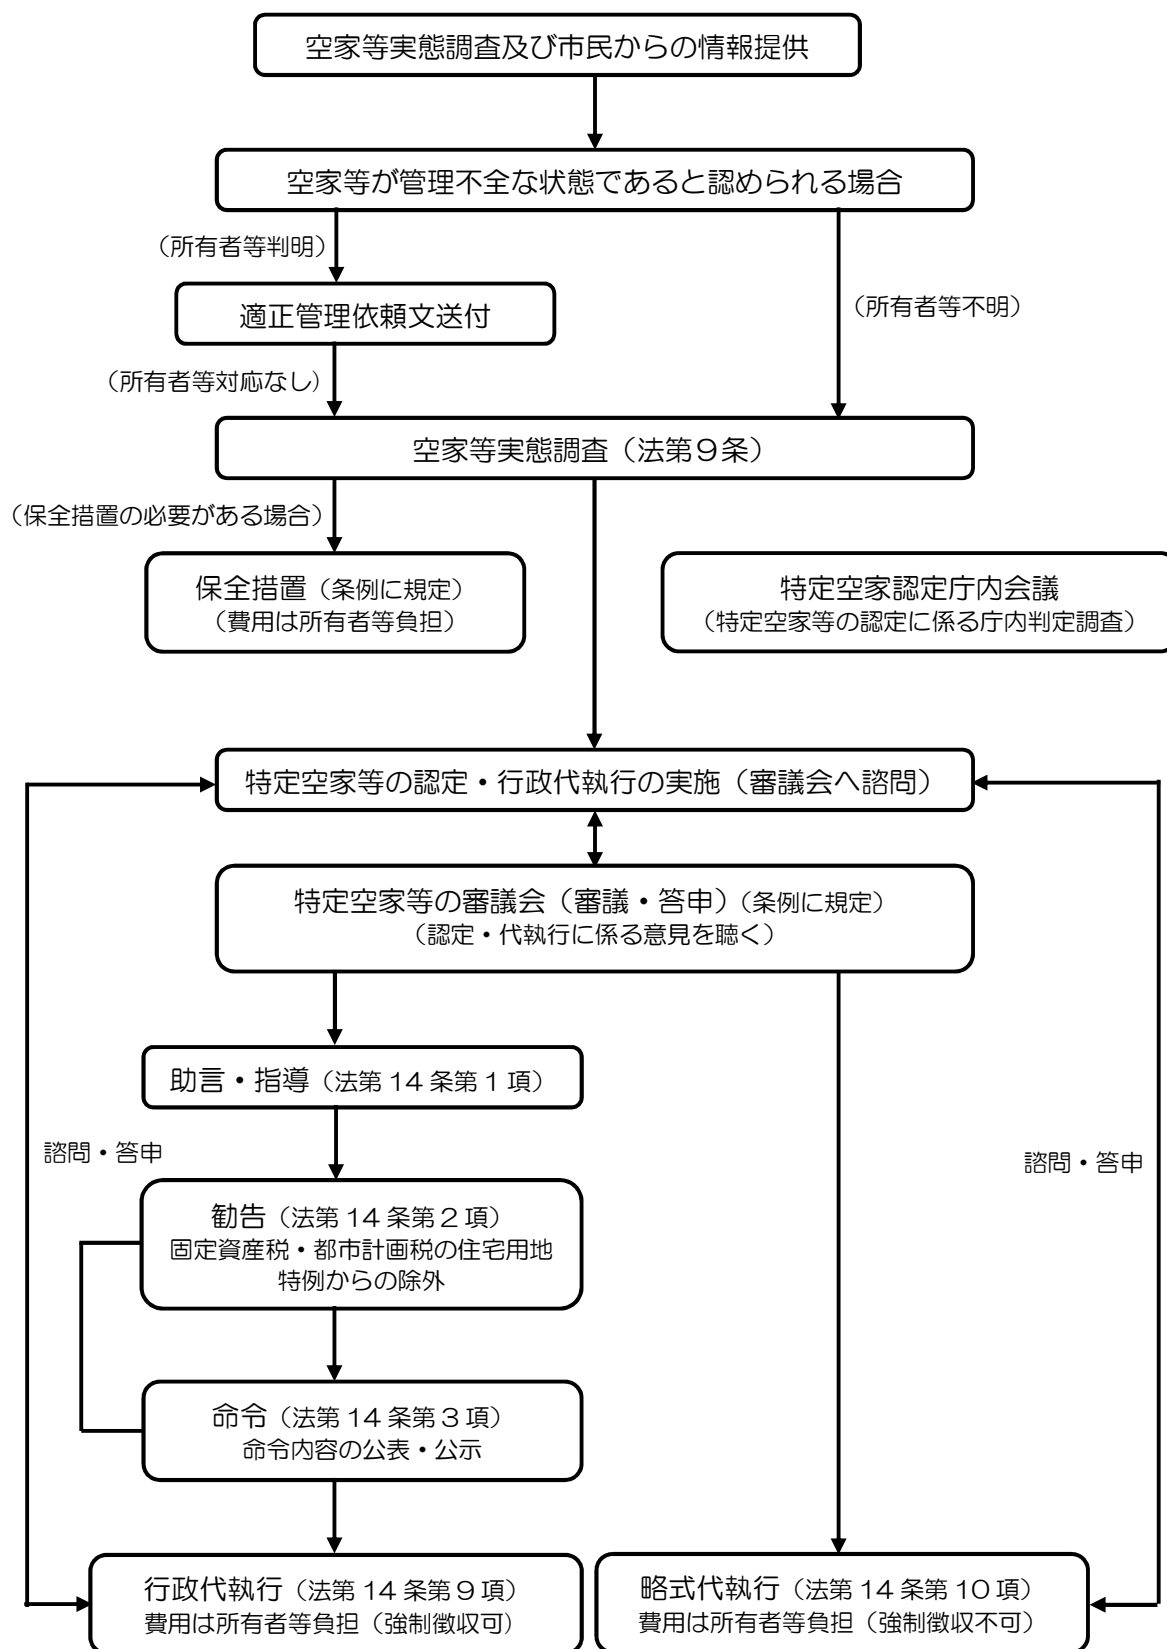 空家等実態調査及び市民からの情報提供
空家等が管理不全な状態であると認められる場合
（所有者等判明）
適正管理依頼文送付
（所有者等不明）
（所有者等対応なし）
空家等実態調査（法第９条）
（保全措置の必要がある場合）
保全措置（条例に規定）
（費用は所有者等負担）
特定空家認定庁内会議
（特定空家等の認定に係る庁内判定調査）
特定空家等の認定・行政代執行の実施（審議会へ諮問）
特定空家等の審議会（審議・答申）（条例に規定）
（認定・代執行に係る意見を聴く）
助言・指導（法第 14 条第 1 項）
諮問・答申
諮問・答申
勧告（法第 14 条第 2 項）
固定資産税・都市計画税の住宅用地
特例からの除外
命令（法第 14 条第 3 項）
命令内容の公表・公示
行政代執行（法第 14 条第 9 項）
費用は所有者等負担（強制徴収可）
略式代執行（法第 14 条第 10 項）
費用は所有者等負担（強制徴収不可）